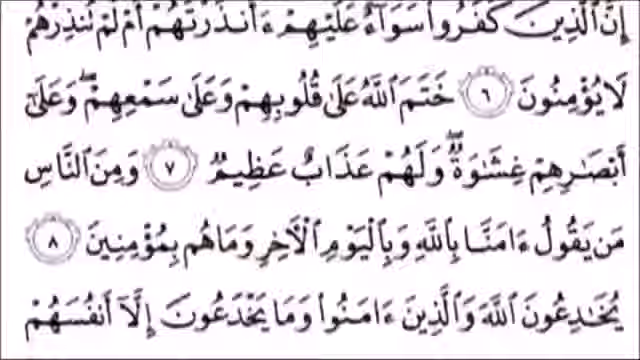 إِنَّ ٱلَّذِينَ كَفَرُوا۟ سَوَآءٌ عَلَيْهِمْ ءَأَنذَرْتَهُمْ أَمْ لَمْ تُنذِرْهُمْ
لَا يُؤْمِنُونَ ٦ خَتَمَ ٱللَّهُ عَلَىٰ قُلُوبِهِمْ وَعَلَىٰ سَمْعِهِمْ ۖ وَعَلَىٰٓ
أَبْصَٰرِهِمْ غِشَٰوَةٌ ۖ وَلَهُمْ عَذَابٌ عَظِيمٌ ٧ وَمِنَ ٱلنَّاسِ
مَن يَقُولُ ءَامَنَّا بِٱللَّهِ وَبِٱلْيَوْمِ ٱلْءَاخِرِ وَمَا هُم بِمُؤْمِنِينَ ٨
يُخَٰدِعُونَ ٱللَّهَ وَٱلَّذِينَ ءَامَنُوا۟ وَمَا يَخْدَعُونَ إِلَّآ أَنفُسَهُمْ